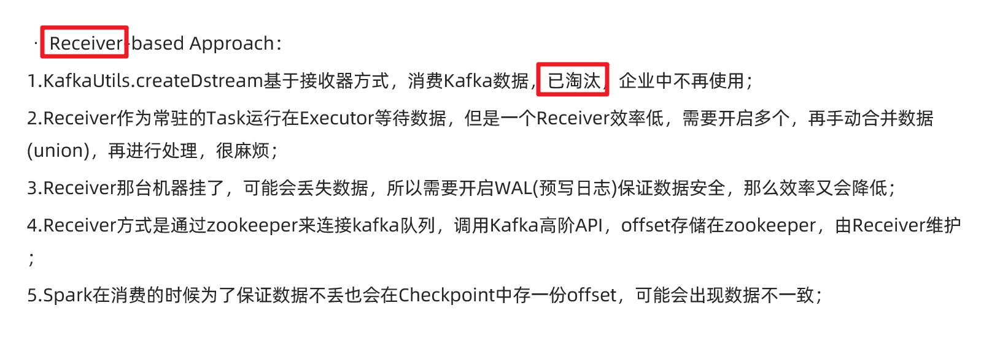 · Receiver-based Approach：
1.KafkaUtils.createDstream基于接收器方式，消费Kafka数据，已淘汰，企业中不再使用；
2.Receiver作为常驻的Task运行在Executor等待数据，但是一个Receiver效率低，需要开启多个，再手动合并数据
(union)，再进行处理，很麻烦；
3.Receiver那台机器挂了，可能会丢失数据，所以需要开启WAL(预写日志)保证数据安全，那么效率又会降低；
4.Receiver方式是通过zookeeper来连接kafka队列，调用Kafka高阶API，offset存储在zookeeper，由Receiver维护
；
5.Spark在消费的时候为了保证数据不丢也会在Checkpoint中存一份offset，可能会出现数据不一致；